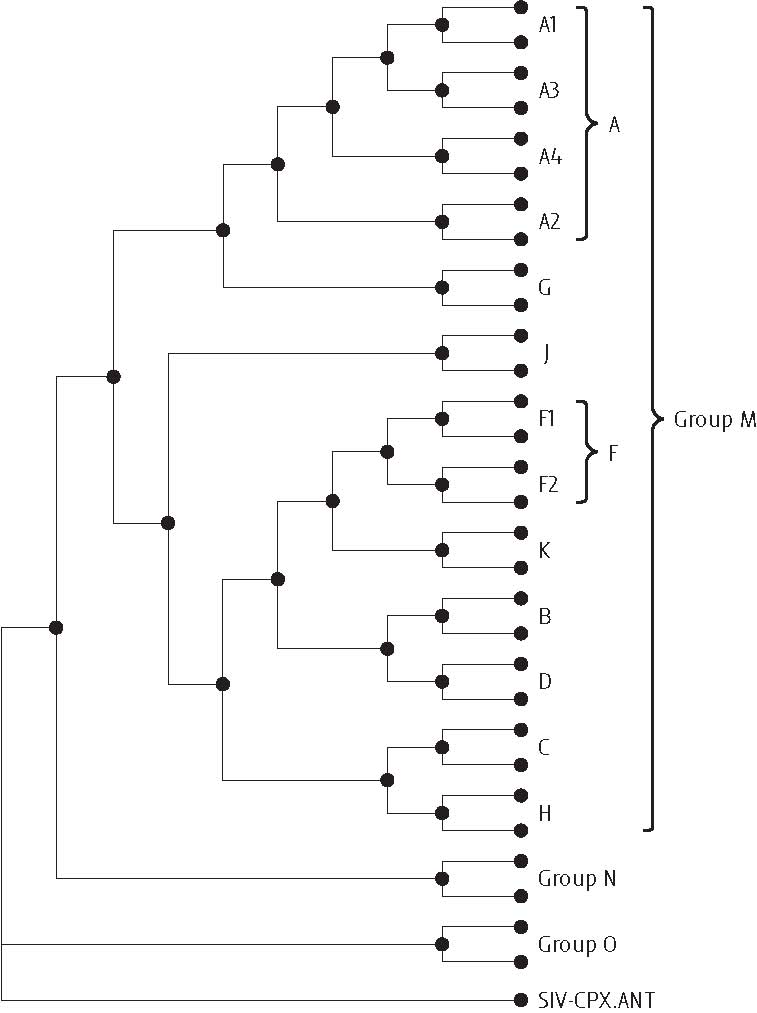 A1
A3
A
A4
A2
G
J
Group M
F1
F
F2
K
B
D
C
H
Group N
Group O
SIV-CPX.ANT